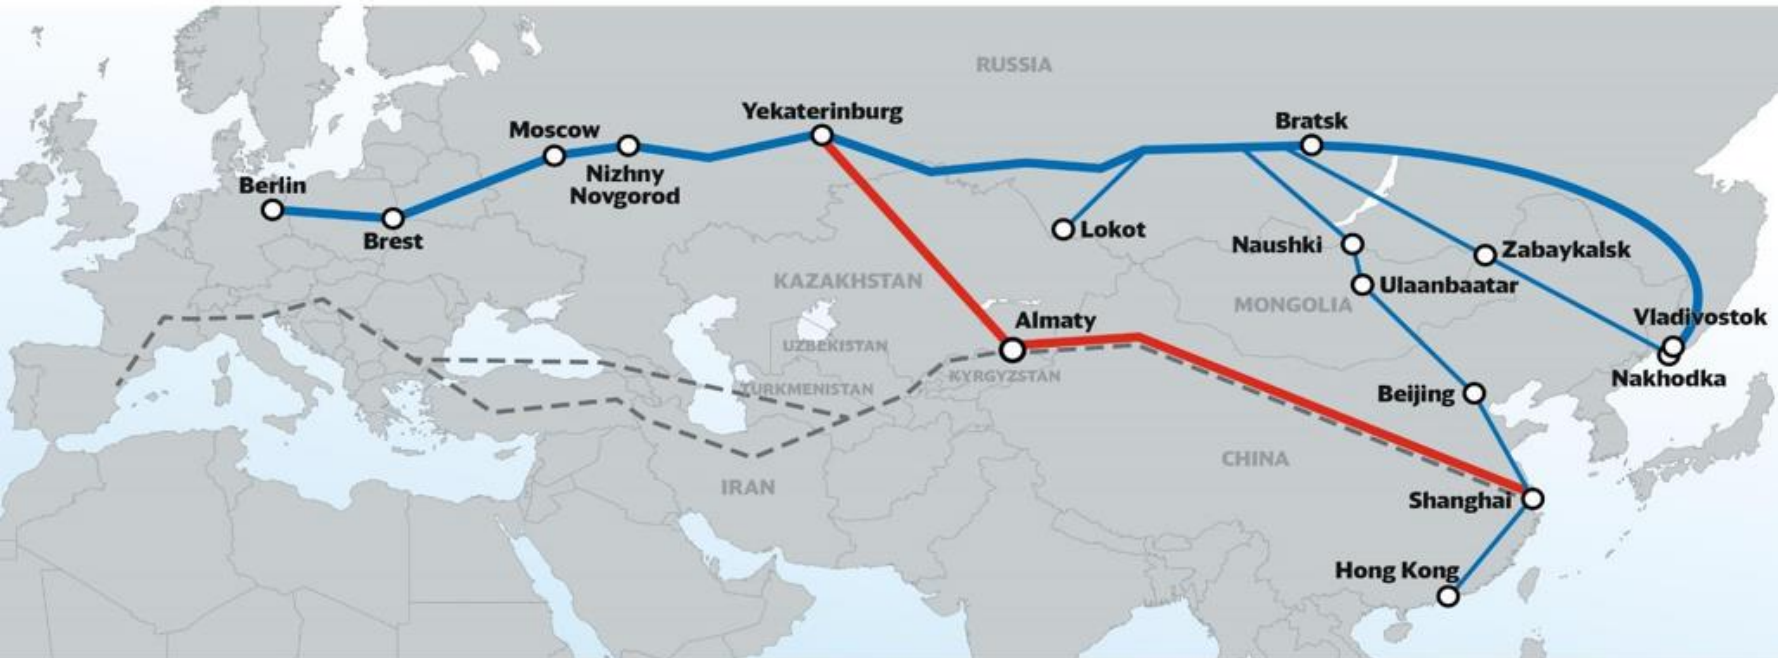 RUSSIA
Yekaterinburg
Bratsk
Moscow
Nizhny
Novgorod
Berlin
Brest
Lokot
Naushki
Zabaykalsk
KAZAKHSTAN
Ulaanbaatar
MONGOLIA
Almaty
Vladivostok
UZBEKISTAN
KYRGYZSTAN
Nakhodka
TURKMENISTAN
Beijing
CHINA
IRAN
Shanghai
Hong Kong